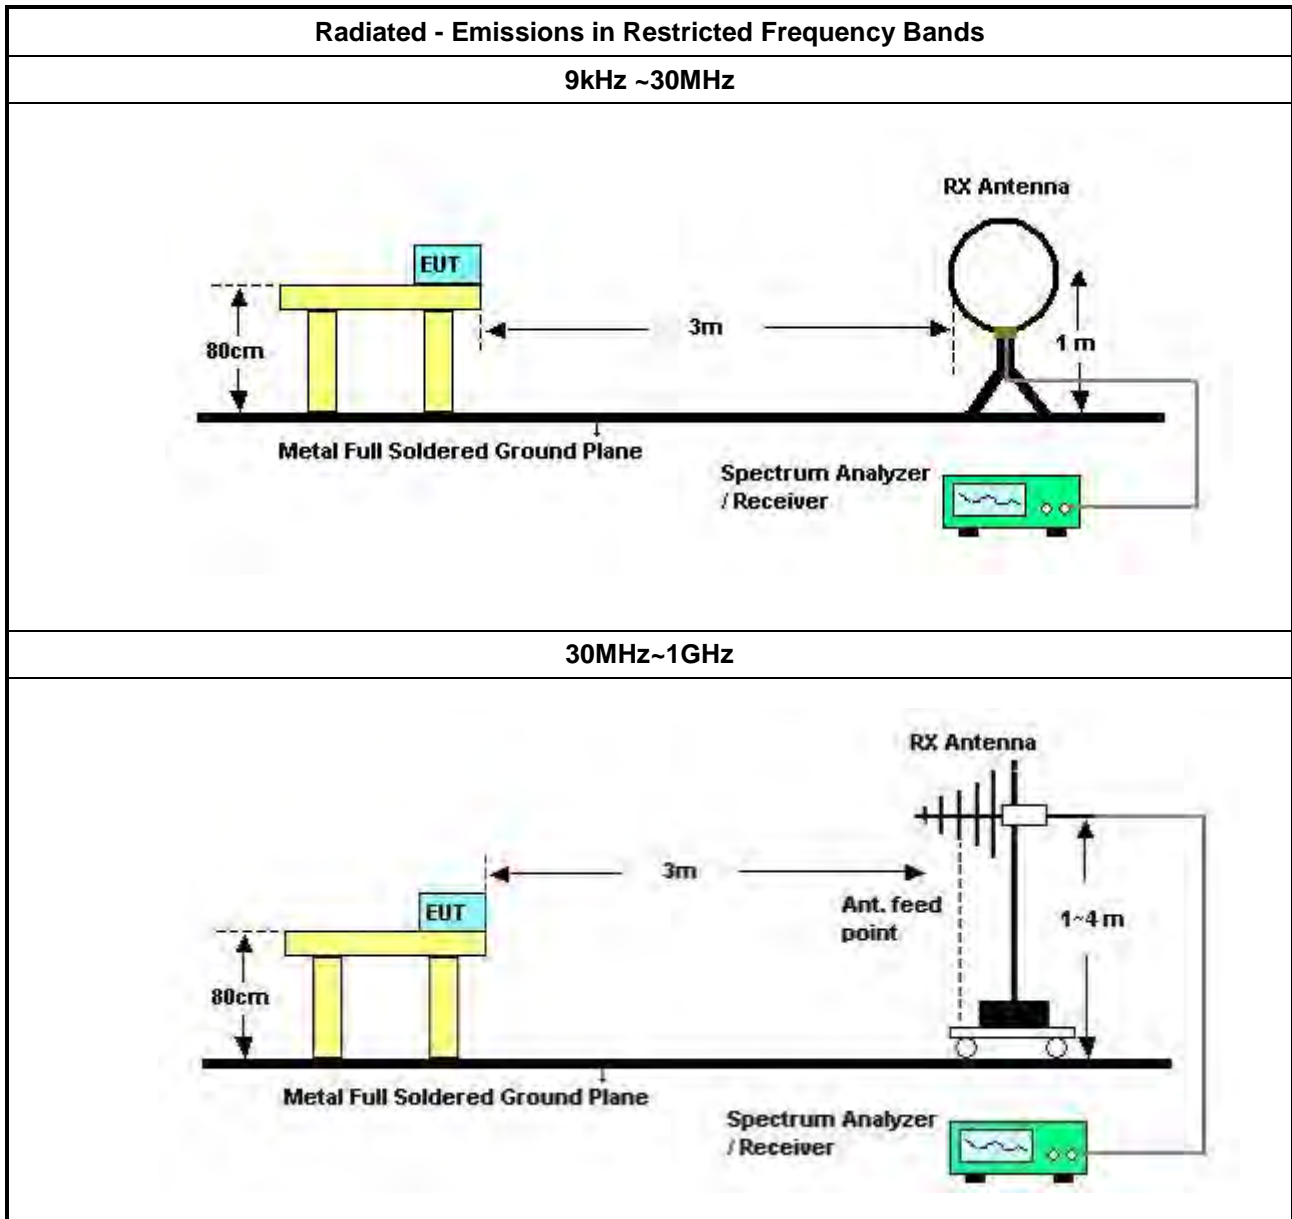 Radiated - Emissions in Restricted Frequency Bands
9kHz ~30MHz
RX Antenna
EUT
3m
80cm
1 m
Metal Full Soldered Ground Plane
Spectrum Analyzer
/ Receiver
30MHz~1GHz
RX Antenna
3m
EUT
Ant. feed
point
1~4 m
80cm
Metal Full Soldered Ground Plane
Spectrum Analyzer
/ Receiver